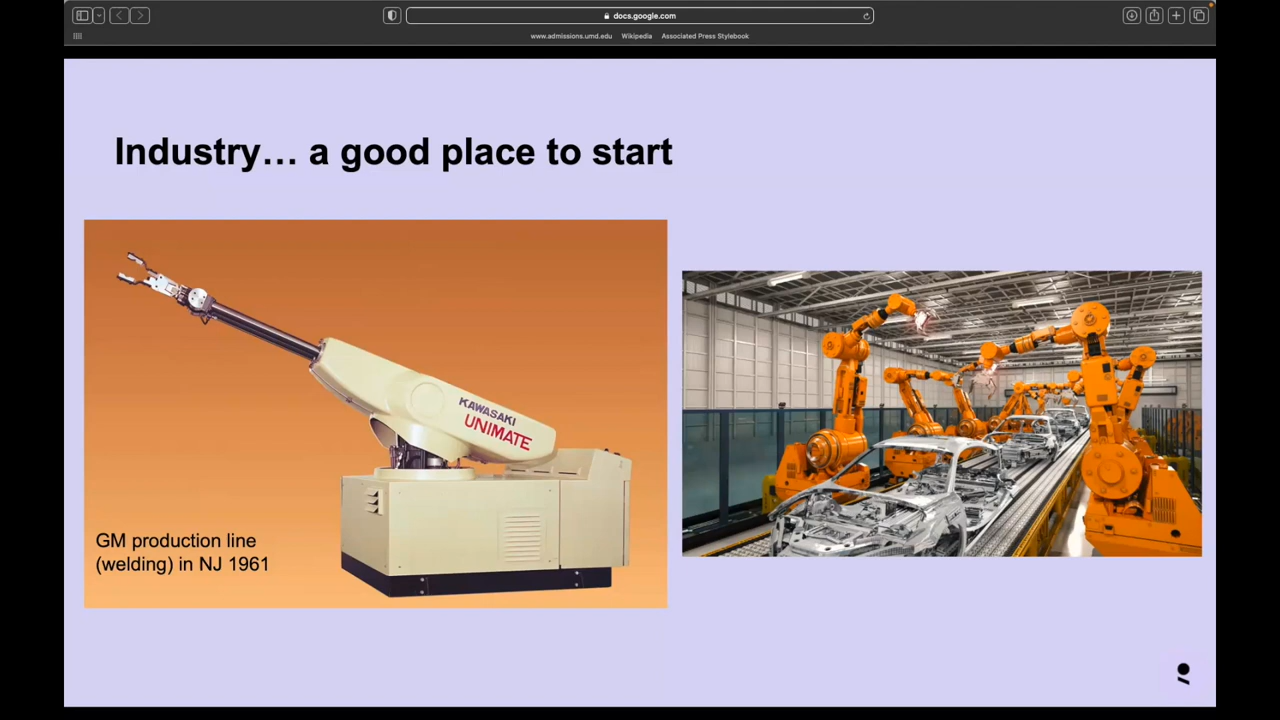 docs.google.com
www.admissions.umd.edu Wikipedia Associated Press Stylebook
Industry... a good place to start
KAWASAKI
UNIMATE
GM production line
(welding) in NJ 1961